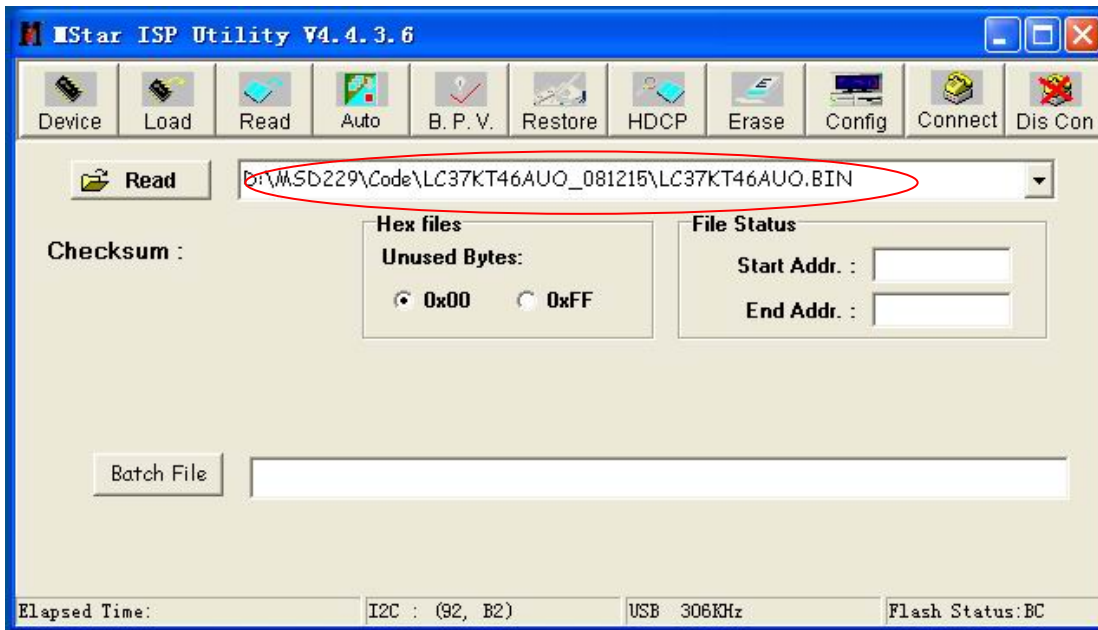 MStar ISP Utility V4.4.3.6
Device Load Read Auto B.P.V. Restore HDCP Erase Config Connect Dis Con
Read D:\MSD229\Code\LC37KT46AUO_081215\LC37KT46AUO.BIN
Hex files File Status
Checksum : Unused Bytes: Start Addr. :
0x00 0xFF End Addr. :
Batch File
Elapsed Time: I2C : (92, B2) USB 306KHz Flash Status:BC